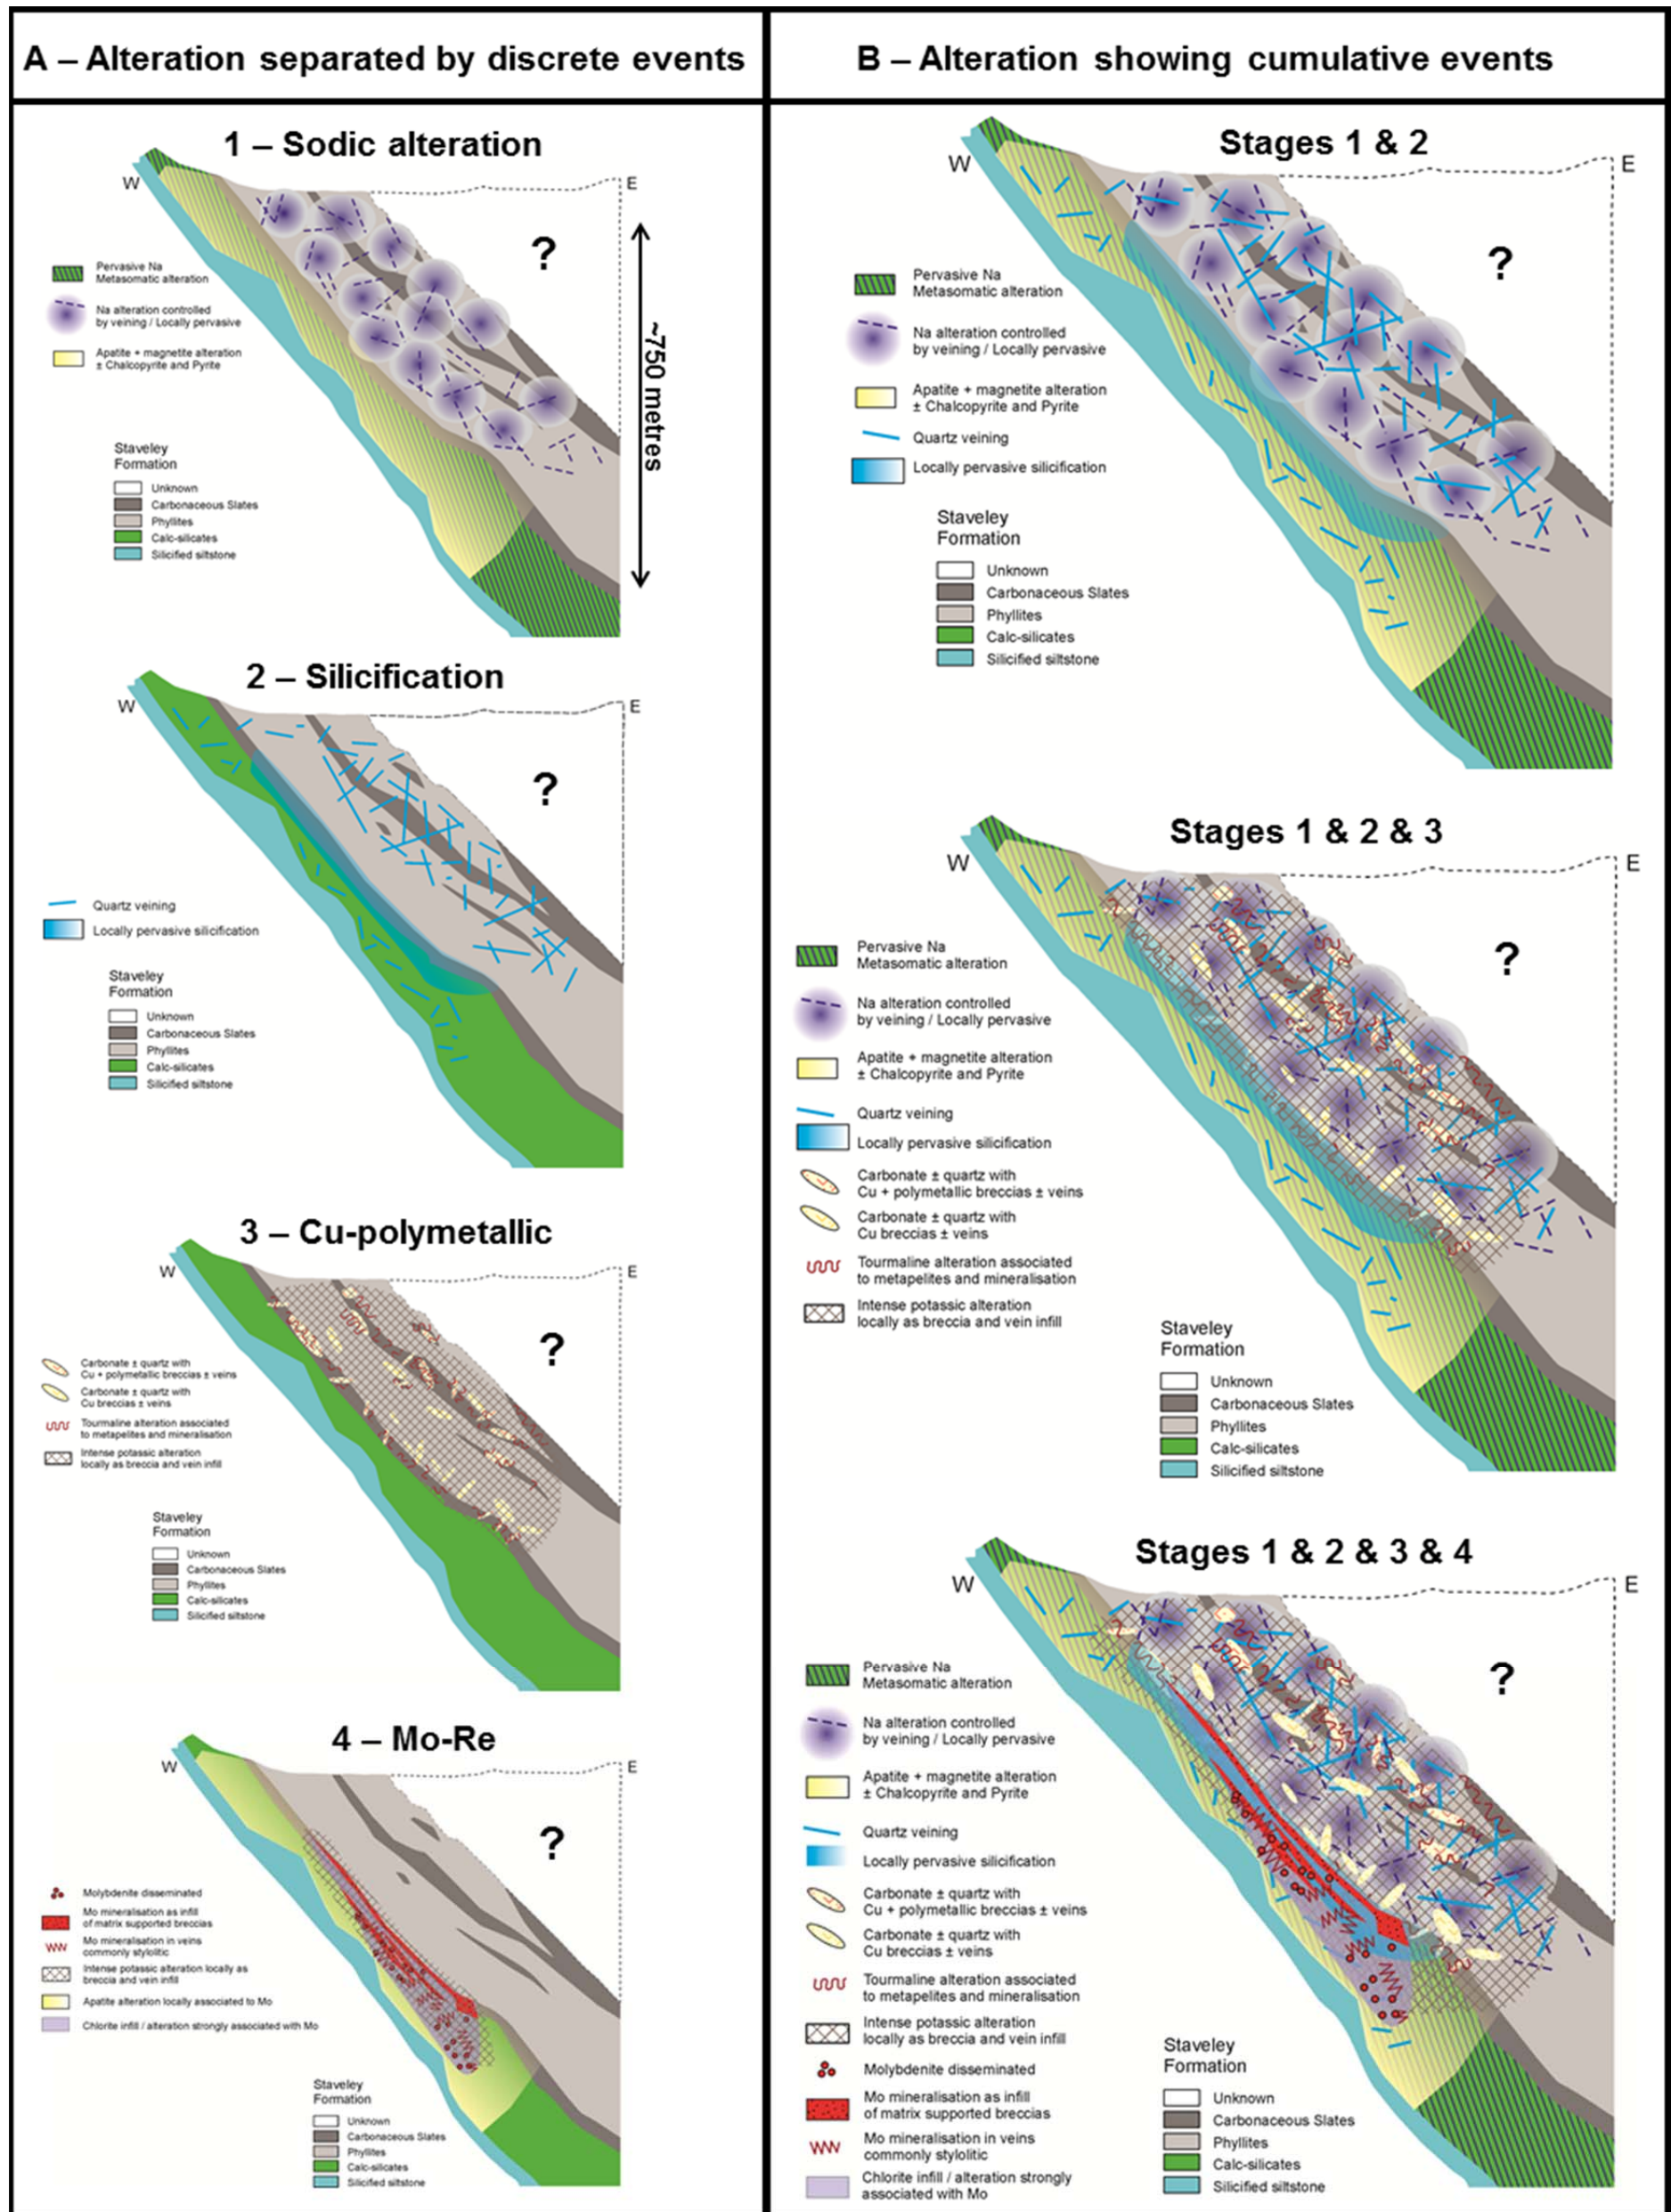 A – Alteration separated by discrete events
1 – Sodic alteration
W
E
?
~750 metres
Pervasive Na
Metasomatic alteration
Na alteration controlled
by veining / Locally pervasive
Apatite + magnetite alteration
± Chalcopyrite and Pyrite
Staveley
Formation
Unknown
Carbonaceous Slates
Phyllites
Calc-silicates
Silicified siltstone
2 – Silicification
W
E
?
Quartz veining
Locally pervasive silicification
Staveley
Formation
Unknown
Carbonaceous Slates
Phyllites
Calc-silicates
Silicified siltstone
3 – Cu-polymetallic
W
E
?
Carbonate ± quartz with
Cu + polymetallic breccias ± veins
Carbonate ± quartz with
Cu breccias ± veins
Tourmaline alteration associated
to metapelites and mineralisation
Intense potassic alteration
locally as breccia and vein infill
Staveley
Formation
Unknown
Carbonaceous Slates
Phyllites
Calc-silicates
Silicified siltstone
4 – Mo-Re
W
E
?
Molybdenite disseminated
Mo mineralisation as infill
of matrix supported breccias
Mo mineralisation in veins
commonly stylolitic
Intense potassic alteration locally as
breccia and vein infill
Apatite alteration locally associated to Mo
Chlorite infill / alteration strongly associated with Mo
Staveley
Formation
Unknown
Carbonaceous Slates
Phyllites
Calc-silicates
Silicified siltstone
B – Alteration showing cumulative events
Stages 1 & 2
W
E
?
Pervasive Na
Metasomatic alteration
Na alteration controlled
by veining / Locally pervasive
Apatite + magnetite alteration
± Chalcopyrite and Pyrite
Quartz veining
Locally pervasive silicification
Staveley
Formation
Unknown
Carbonaceous Slates
Phyllites
Calc-silicates
Silicified siltstone
Stages 1 & 2 & 3
W
E
?
Pervasive Na
Metasomatic alteration
Na alteration controlled
by veining / Locally pervasive
Apatite + magnetite alteration
± Chalcopyrite and Pyrite
Quartz veining
Locally pervasive silicification
Carbonate ± quartz with
Cu + polymetallic breccias ± veins
Carbonate ± quartz with
Cu breccias ± veins
Tourmaline alteration associated
to metapelites and mineralisation
Intense potassic alteration
locally as breccia and vein infill
Staveley
Formation
Unknown
Carbonaceous Slates
Phyllites
Calc-silicates
Silicified siltstone
Stages 1 & 2 & 3 & 4
W
E
?
Pervasive Na
Metasomatic alteration
Na alteration controlled
by veining / Locally pervasive
Apatite + magnetite alteration
± Chalcopyrite and Pyrite
Quartz veining
Locally pervasive silicification
Carbonate ± quartz with
Cu + polymetallic breccias ± veins
Carbonate ± quartz with
Cu breccias ± veins
Tourmaline alteration associated
to metapelites and mineralisation
Intense potassic alteration
locally as breccia and vein infill
Molybdenite disseminated
Mo mineralisation as infill
of matrix supported breccias
Mo mineralisation in veins
commonly stylolitic
Chlorite infill / alteration strongly
associated with Mo
Staveley
Formation
Unknown
Carbonaceous Slates
Phyllites
Calc-silicates
Silicified siltstone